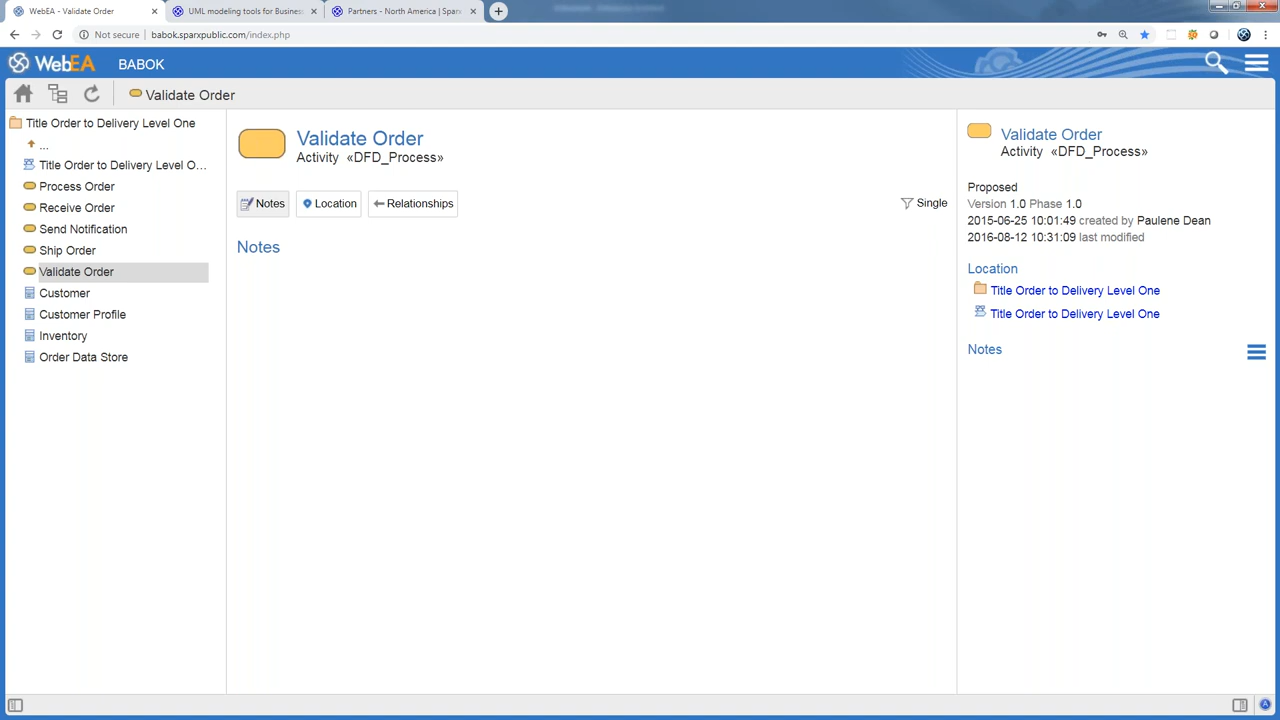 WebEA - Validate Order
UML modeling tools for Busines
Partners - North America | Sparx
Not secure | babok.sparxpublic.com/index.php
WebEA BABOK
Validate Order
Title Order to Delivery Level One
...
Title Order to Delivery Level O...
Process Order
Receive Order
Send Notification
Ship Order
Validate Order
Customer
Customer Profile
Inventory
Order Data Store
Validate Order
Activity «DFD_Process»
Notes Location Relationships Single
Notes
Validate Order
Activity «DFD_Process»
Proposed
Version 1.0 Phase 1.0
2015-06-25 10:01:49 created by Paulene Dean
2016-08-12 10:31:09 last modified
Location
Title Order to Delivery Level One
Title Order to Delivery Level One
Notes